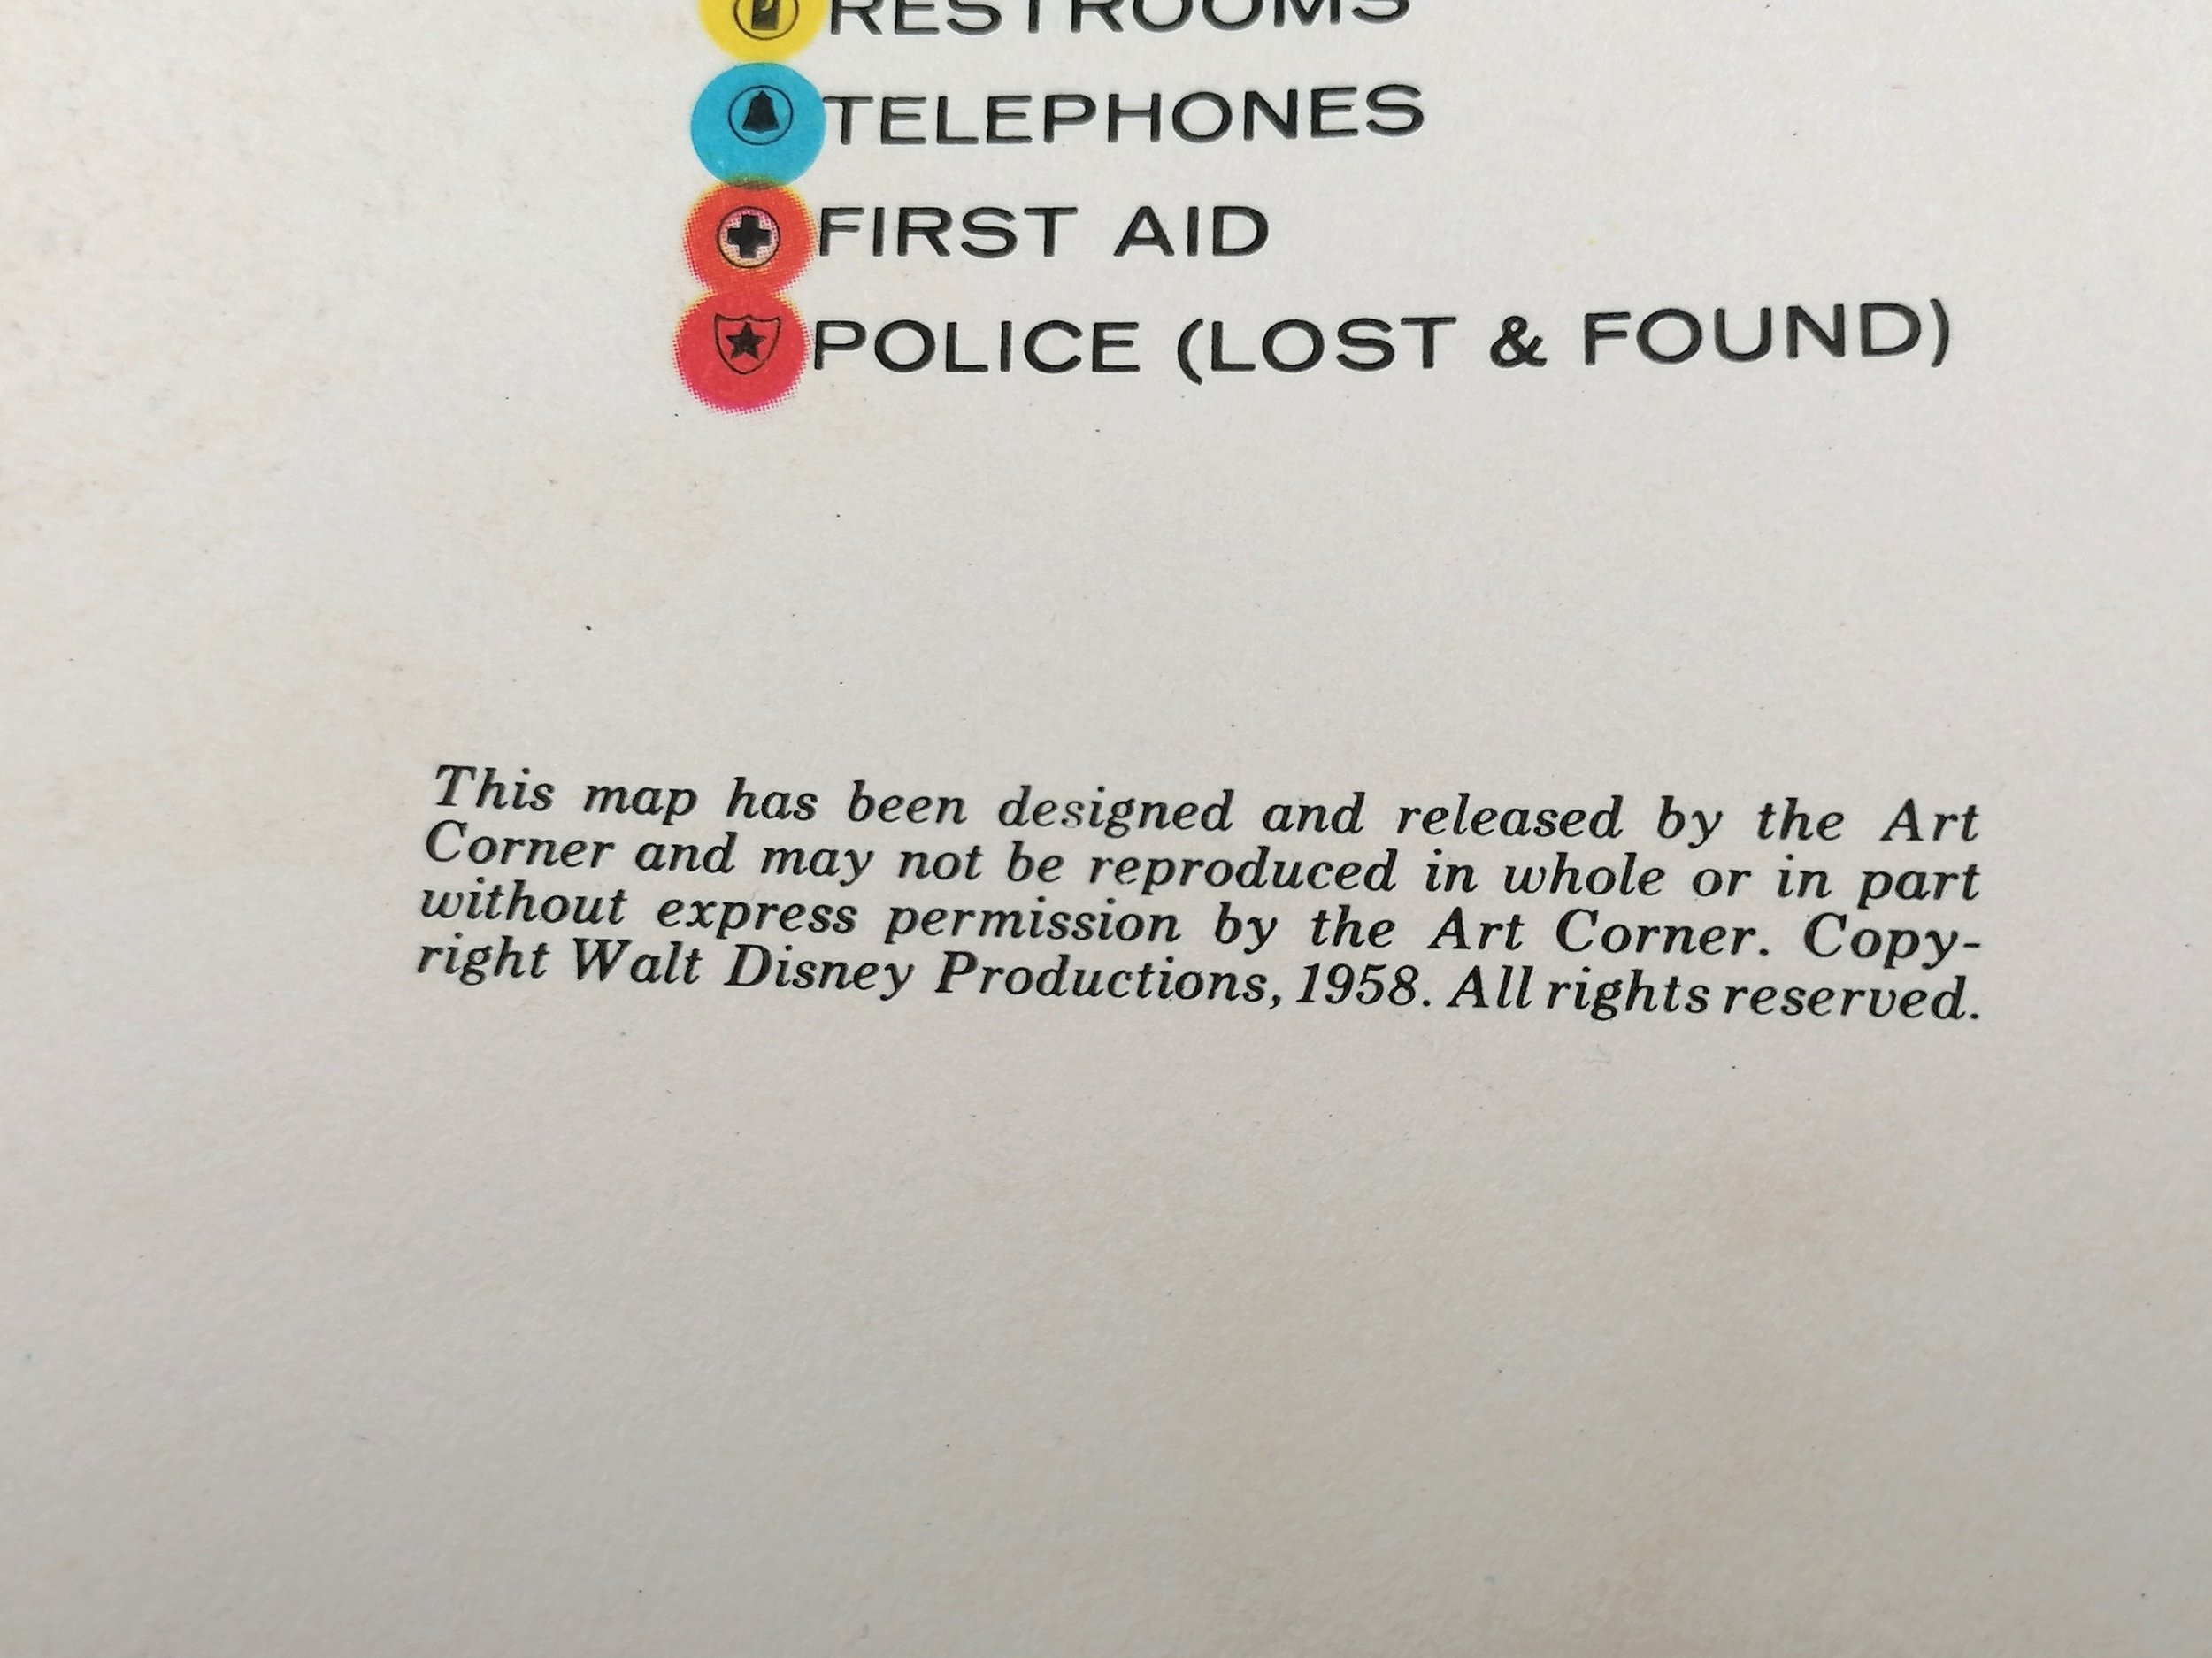 RESTROOMS
TELEPHONES
FIRST AID
POLICE (LOST & FOUND)
This map has been designed and released by the Art
Corner and may not be reproduced in whole or in part
without express permission by the Art Corner. Copy-
right Walt Disney Productions, 1958. All rights reserved.